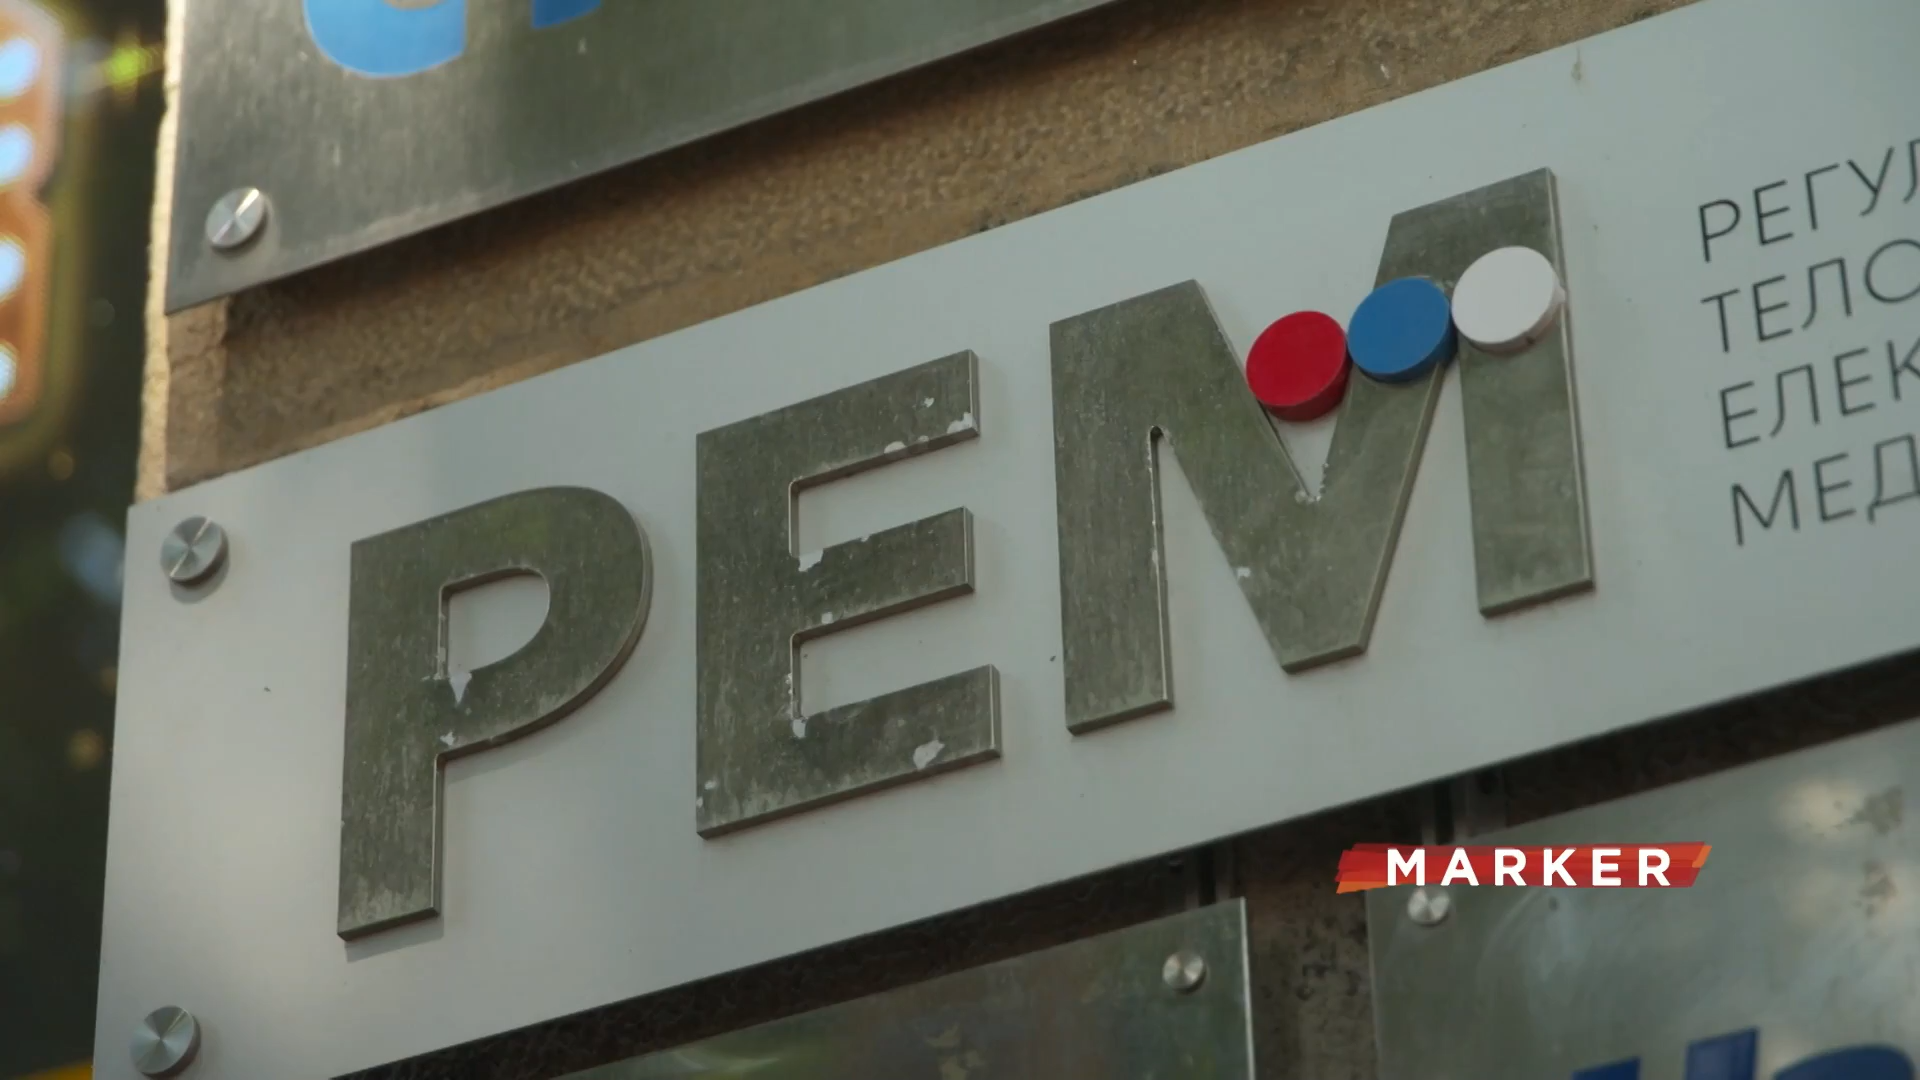 РЕМ
РЕГУЛ
ТЕЛО
ЕЛЕК
МЕД
MARKER